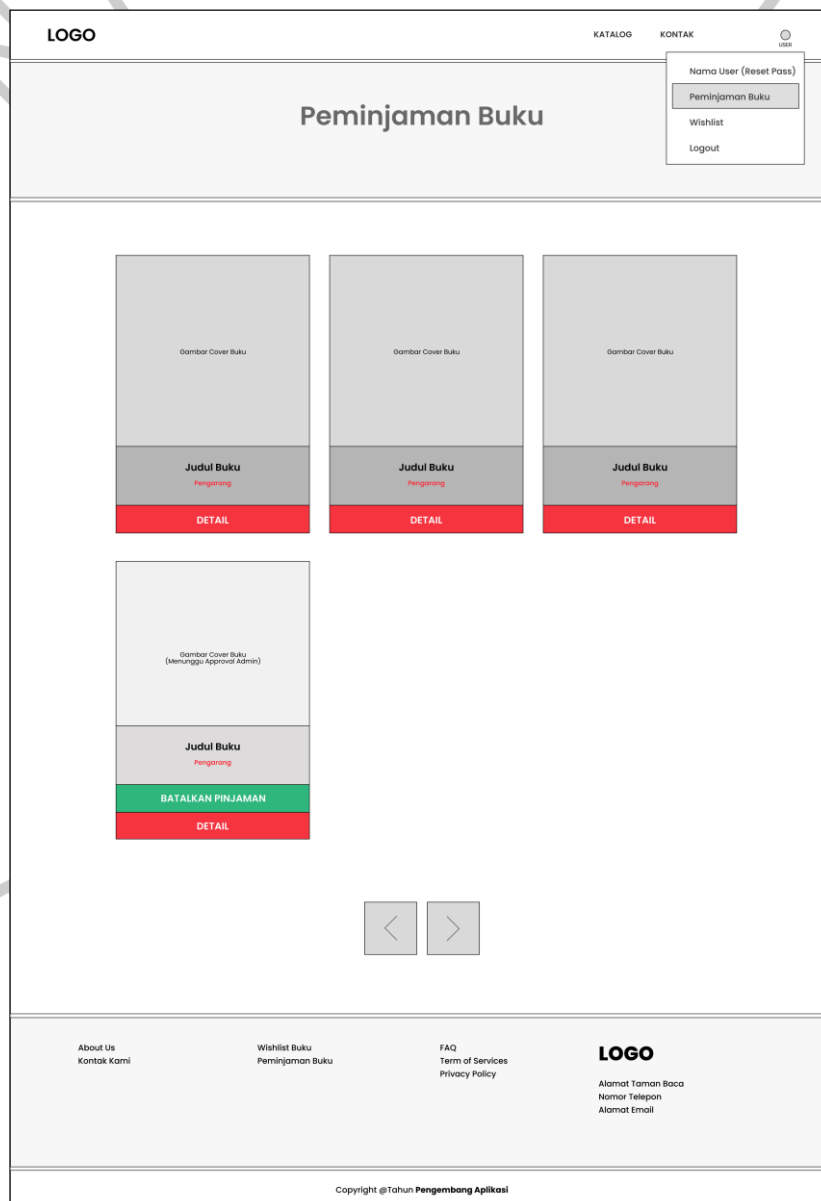 LOGO
KATALOG
KONTAK
USER
Nama User (Reset Pass)
Peminjaman Buku
Wishlist
Logout
Peminjaman Buku
Gambar Cover Buku
Judul Buku
Pengarang
DETAIL
Gambar Cover Buku
Judul Buku
Pengarang
DETAIL
Gambar Cover Buku
Judul Buku
Pengarang
DETAIL
Gambar Cover Buku
(Menunggu Approval Admin)
Judul Buku
Pengarang
BATALKAN PINJAMAN
DETAIL
About Us
Kontak Kami
Wishlist Buku
Peminjaman Buku
FAQ
Term of Services
Privacy Policy
LOGO
Alamat Taman Baca
Nomor Telepon
Alamat Email
Copyright @Tahun Pengembang Aplikasi